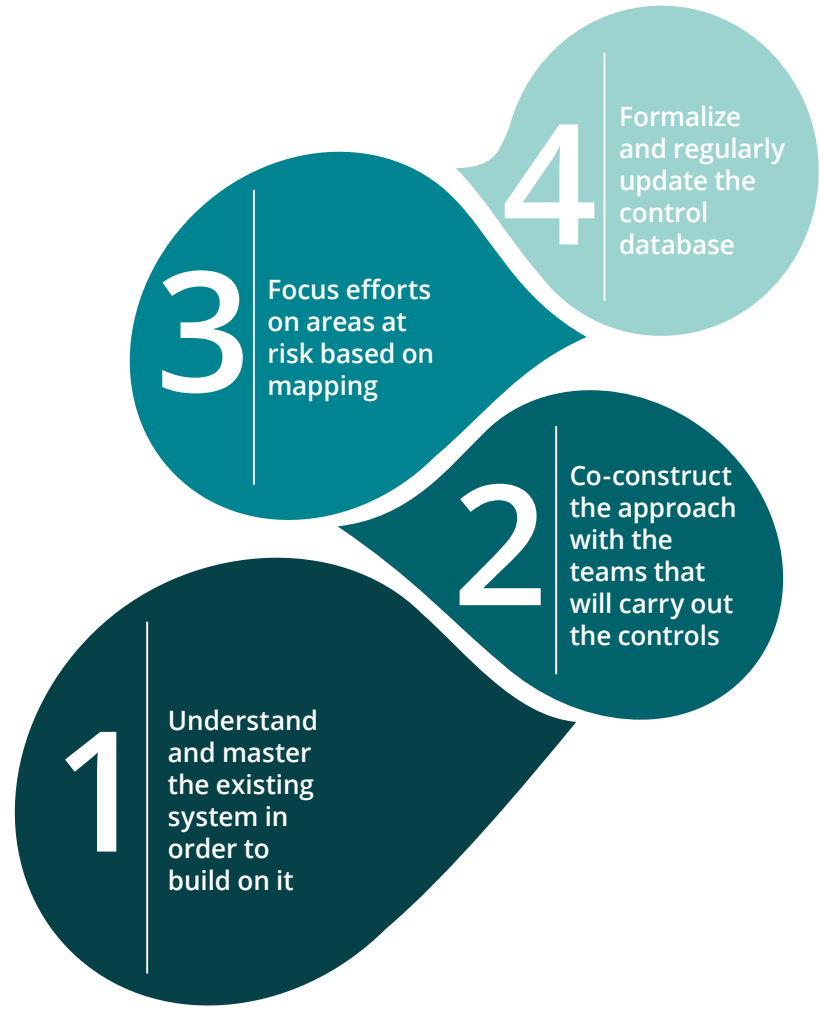 4
Formalize
and regularly
update the
control
database
3
Focus efforts
on areas at
risk based on
mapping
2
Co-construct
the approach
with the
teams that
will carry out
the controls
1
Understand
and master
the existing
system in
order to
build on it